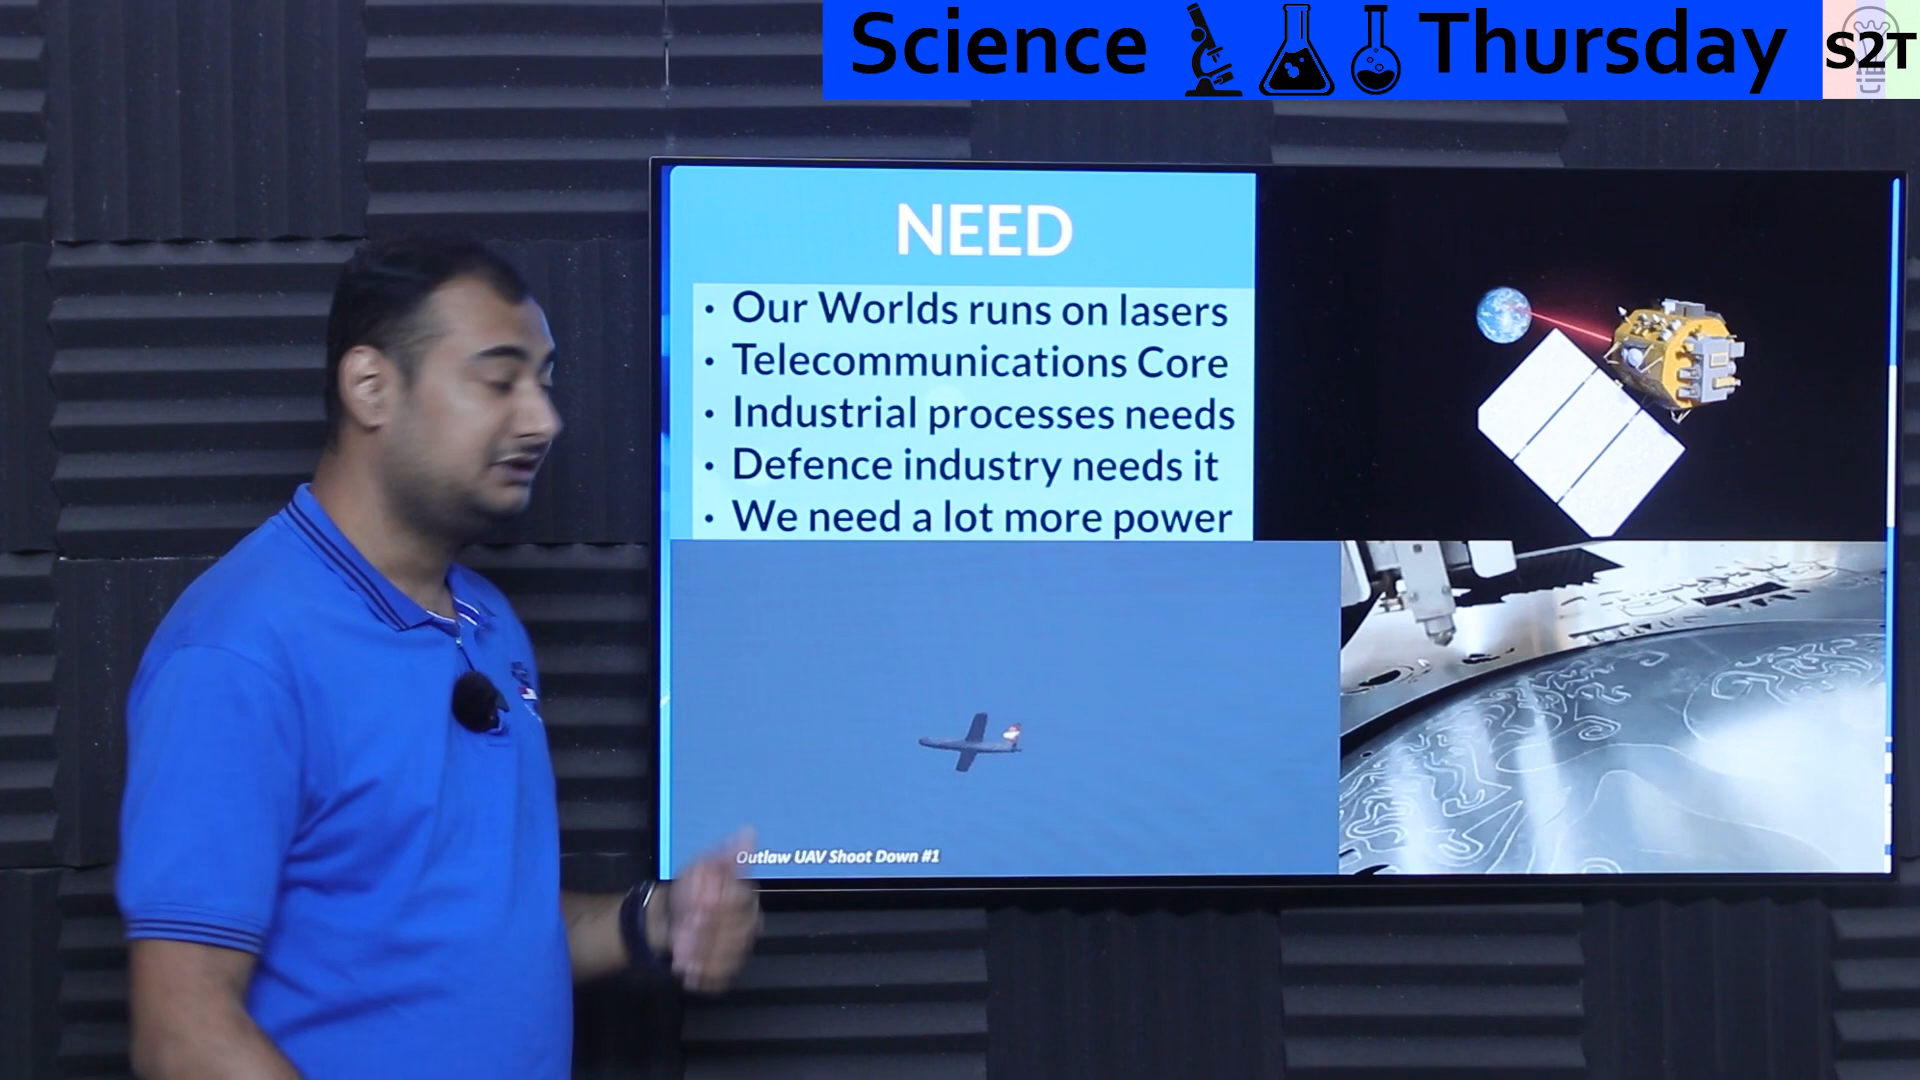 Science Thursday
S2T
NEED
• Our Worlds runs on lasers
• Telecommunications Core
• Industrial processes needs
• Defence industry needs it
• We need a lot more power
Outlaw UAV Shoot Down #1